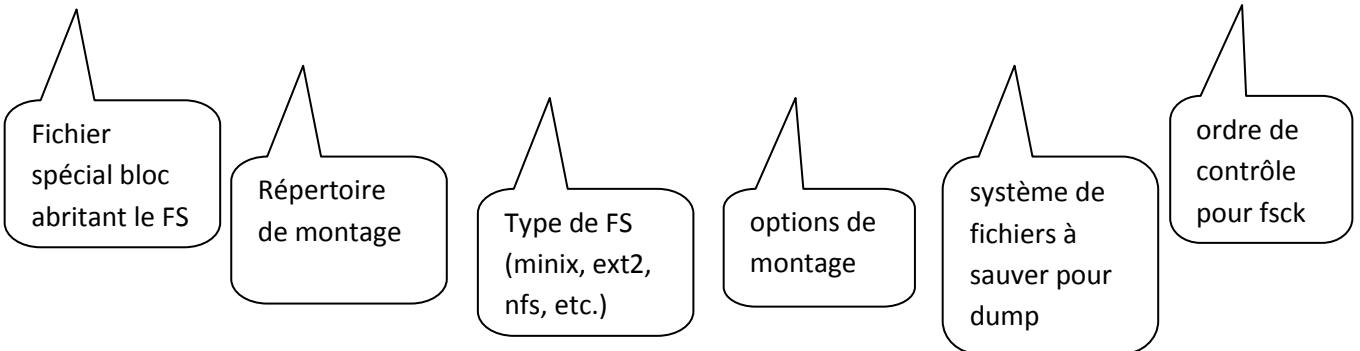 Fichier
spécial bloc
abritant le FS
Répertoire
de montage
Type de FS
(minix, ext2,
nfs, etc.)
options de
montage
système de
fichiers à
sauver pour
dump
ordre de
contrôle
pour fsck